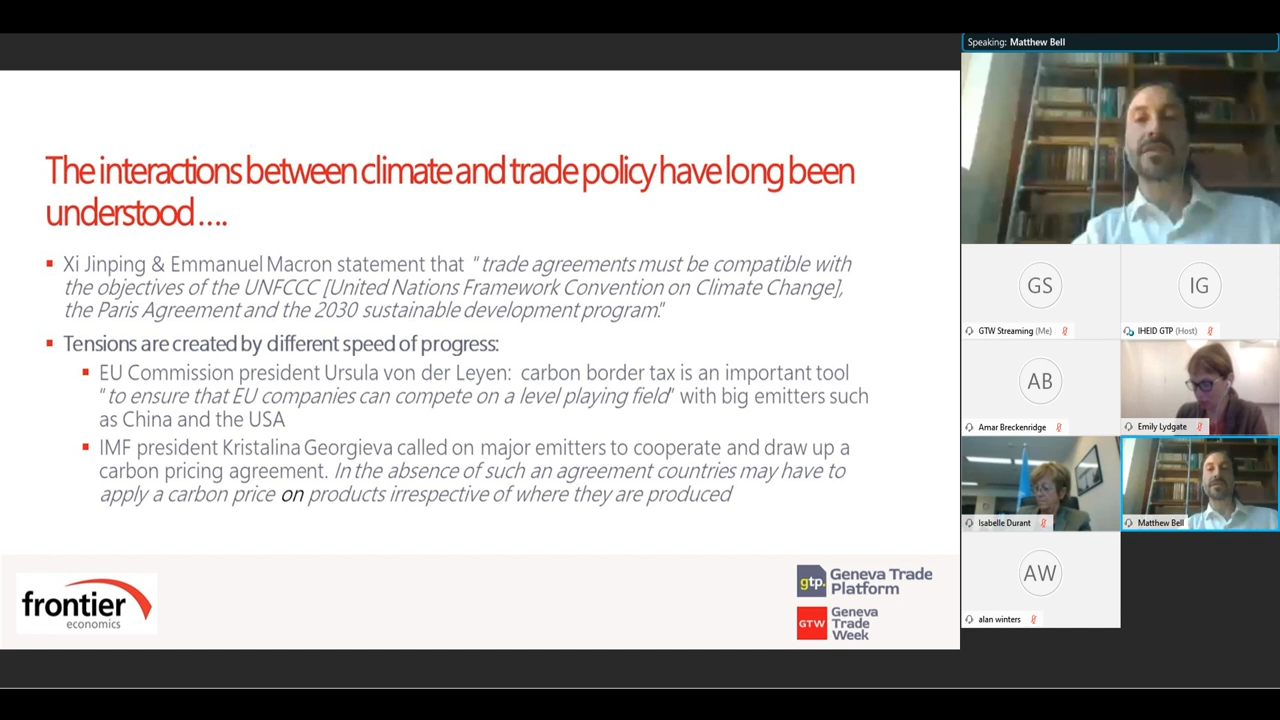 Speaking: Matthew Bell
The interactions between climate and trade policy have long been
understood ....
▪ Xi Jinping & Emmanuel Macron statement that "trade agreements must be compatible with
the objectives of the UNFCCC [United Nations Framework Convention on Climate Change],
the Paris Agreement and the 2030 sustainable development program."
▪ Tensions are created by different speed of progress:
▪ EU Commission president Ursula von der Leyen: carbon border tax is an important tool
"to ensure that EU companies can compete on a level playing field" with big emitters such
as China and the USA
▪ IMF president Kristalina Georgieva called on major emitters to cooperate and draw up a
carbon pricing agreement. In the absence of such an agreement countries may have to
apply a carbon price on products irrespective of where they are produced
frontier
economics
gtp.
Geneva Trade
Platform
GTW
Geneva
Trade
Week
GS
GTW Streaming (Me)
IG
IHEID GTP (Host)
AB
Amar Breckenridge
Emily Lydgate
Isabelle Durant
Matthew Bell
AW
alan winters